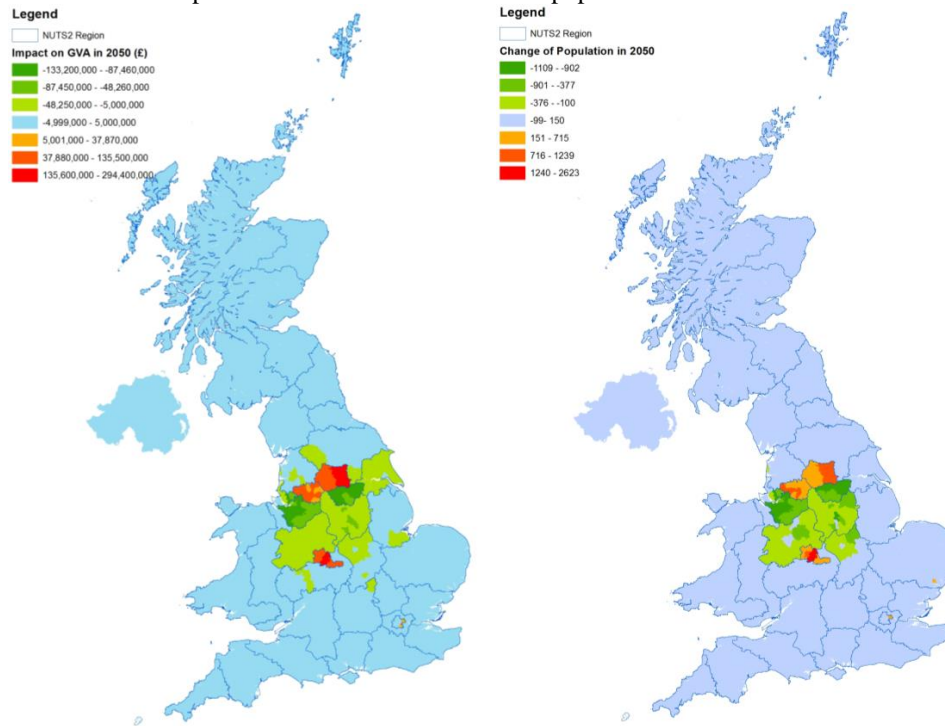 Legend
NUTS2 Region
Impact on GVA in 2050 (£)
-133,200,000 - -87,460,000
-87,450,000 - -48,260,000
-48,250,000 - -5,000,000
-4,999,000 - 5,000,000
5,001,000 - 37,870,000
37,880,000 - 135,500,000
135,600,000 - 294,400,000
Legend
NUTS2 Region
Change of Population in 2050
-1109 - -902
-901 - -377
-376 - -100
-99- 150
151 - 715
716 - 1239
1240 - 2623